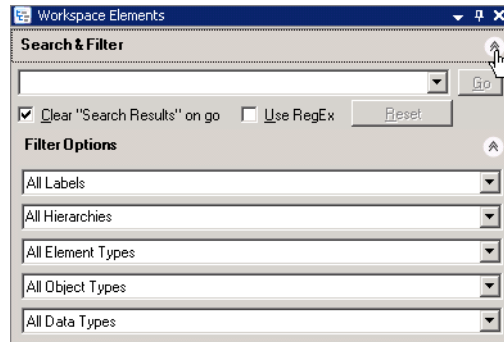 Workspace Elements
Search & Filter
Go
Clear "Search Results" on go Use RegEx Reset
Filter Options
All Labels
All Hierarchies
All Element Types
All Object Types
All Data Types